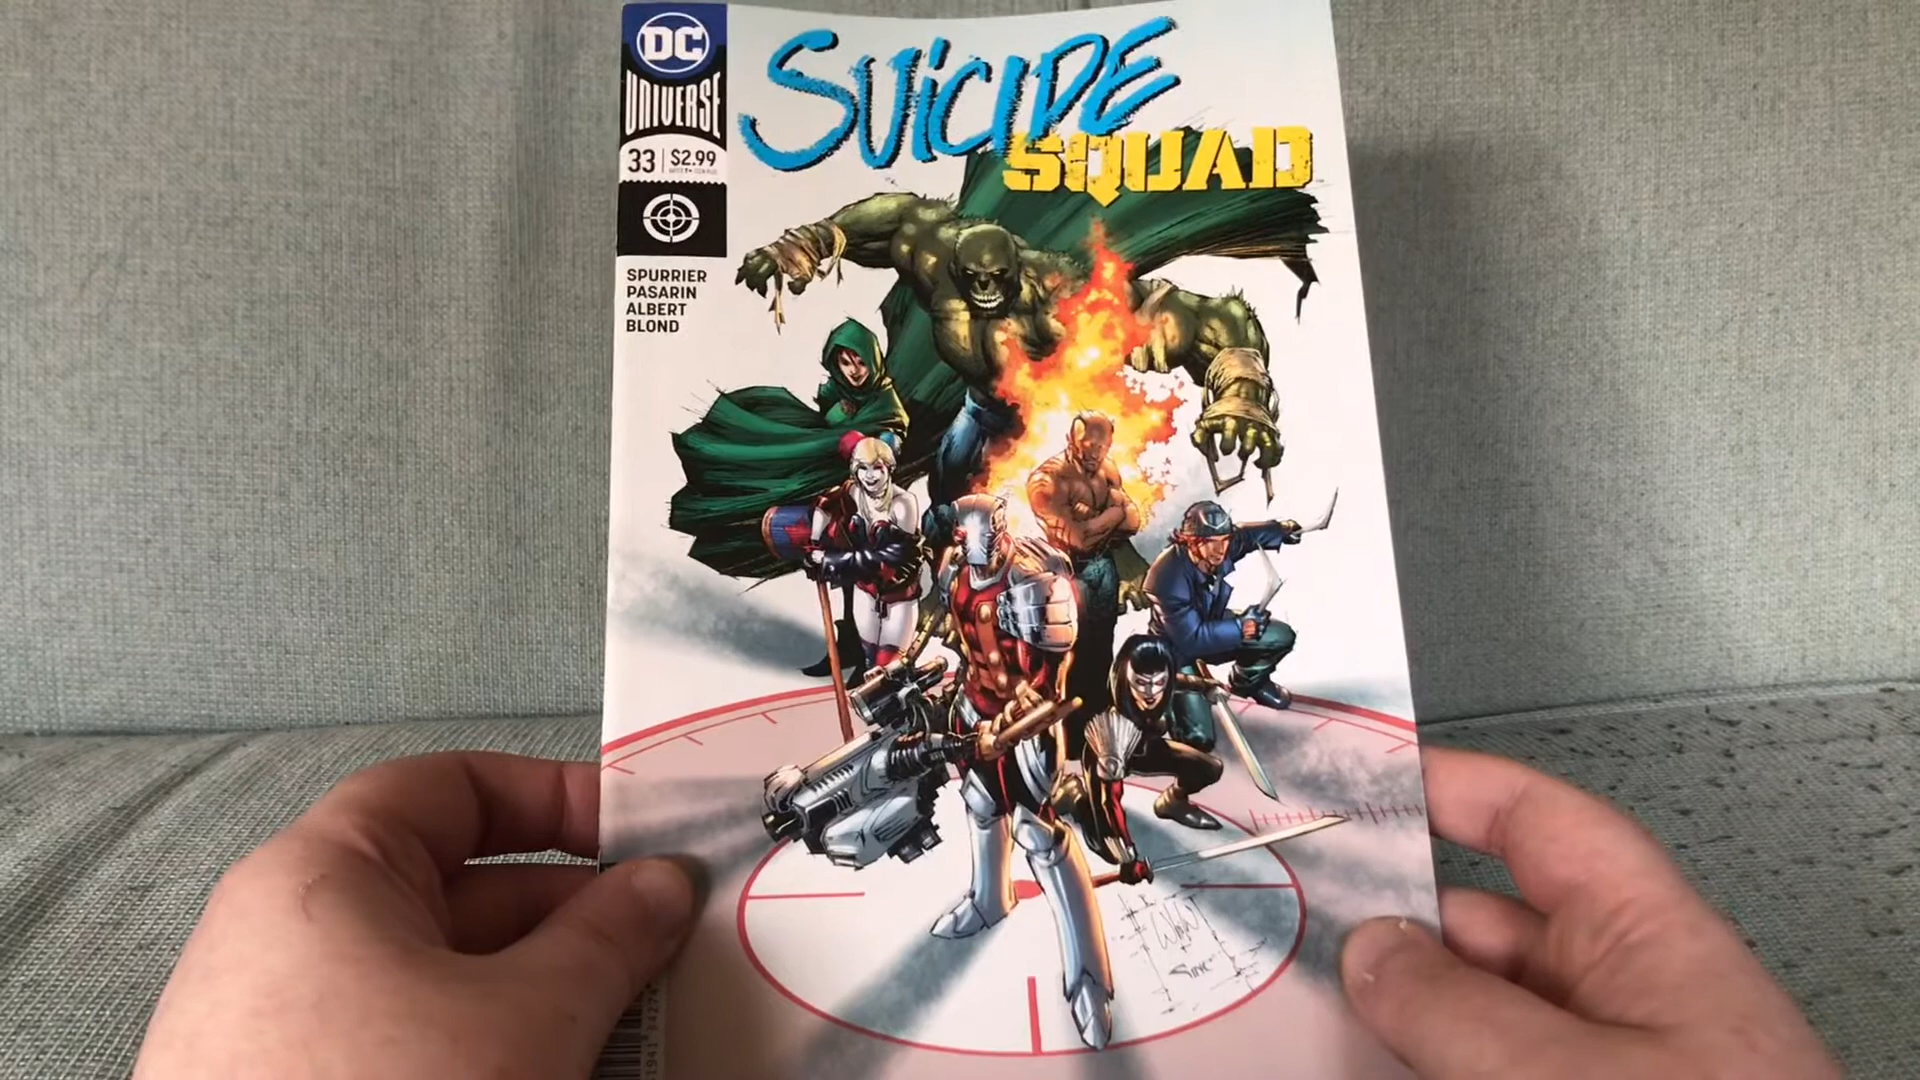 DC
UNIVERSE
33 $2.99
SUiCIDE
SQUAD
SPURRIER
PASARIN
ALBERT
BLOND